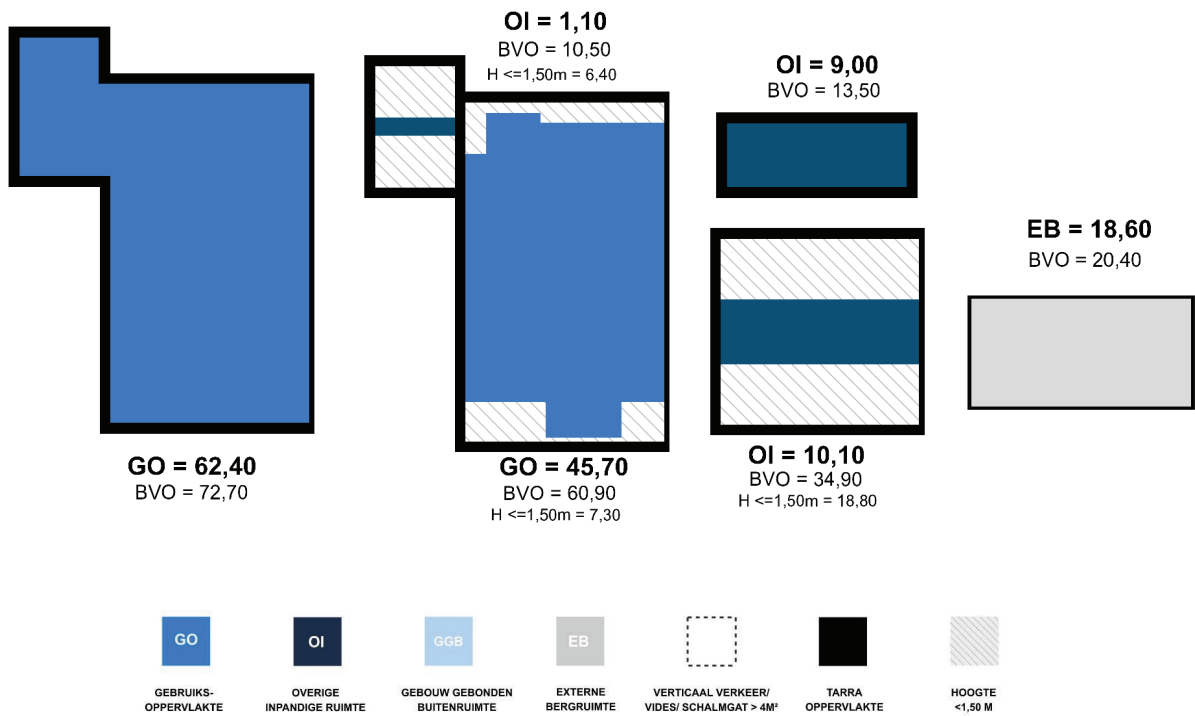 OI = 1,10
BVO = 10,50
H <=1,50m = 6,40
OI = 9,00
BVO = 13,50
EB = 18,60
BVO = 20,40
GO = 62,40
BVO = 72,70
GO = 45,70
BVO = 60,90
H <=1,50m = 7,30
OI = 10,10
BVO = 34,90
H <=1,50m = 18,80
GO
OI
GGB
EB
GEBRUIKS-
OPPERVLAKTE
OVERIGE
INPANDIGE RUIMTE
GEBOUW GEBONDEN
BUITENRUIMTE
EXTERNE
BERGRUIMTE
VERTICAAL VERKEER/
VIDES/ SCHALMGAT > 4M²
TARRA
OPPERVLAKTE
HOOGTE
<1,50 M